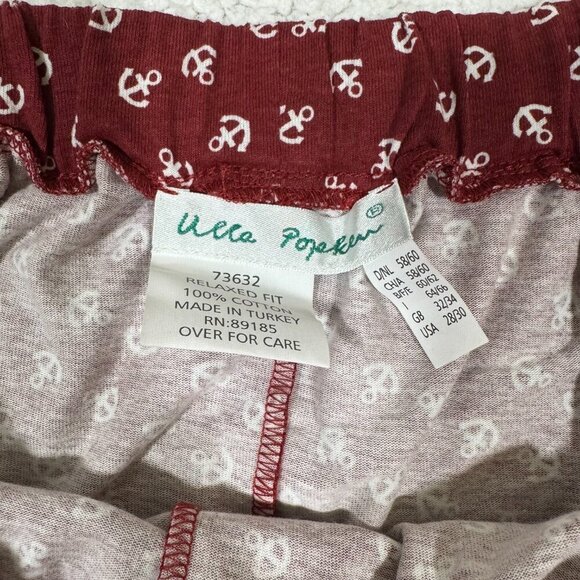 Ulla Popken ®
73632
RELAXED FIT
100% COTTON
MADE IN TURKEY
RN:89185
OVER FOR CARE
D/NL 58/60
CH/A 58/60
B/F/E 60/62
64/66
GB 32/34
USA 28/30